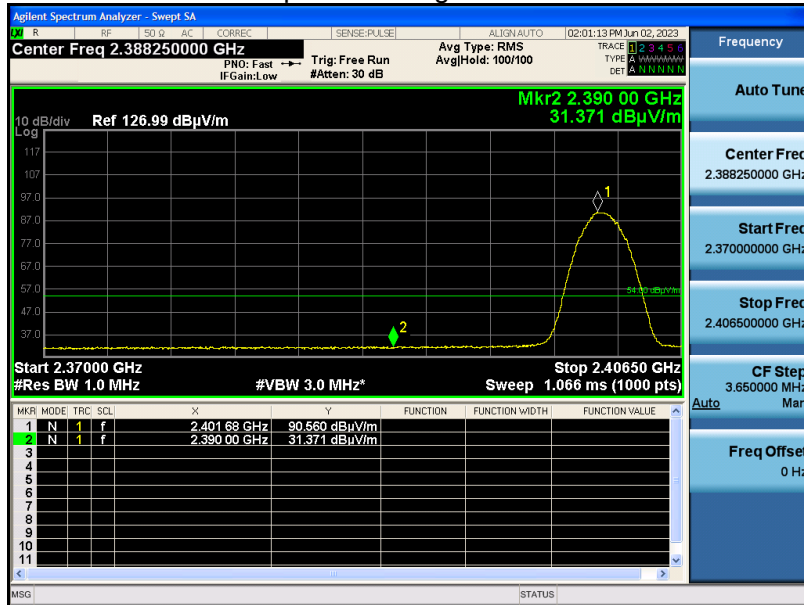 Agilent Spectrum Analyzer - Swept SA
LXI R RF 50 Ω AC CORREC SENSE:PULSE ALIGN AUTO 02:01:13 PM Jun 02, 2023
Center Freq 2.388250000 GHz
PNO: Fast
IFGain:Low
Trig: Free Run
#Atten: 30 dB
Avg Type: RMS
Avg|Hold: 100/100
TRACE 1 2 3 4 5 6
TYPE A WWWWW
DET A N N N N N
Mkr2 2.390 00 GHz
31.371 dBµV/m
10 dB/div Ref 126.99 dBµV/m
Log
117
107
97.0
87.0
77.0
67.0
57.0
47.0
37.0
1
2
54.00 dBµV/m
Start 2.37000 GHz Stop 2.40650 GHz
#Res BW 1.0 MHz #VBW 3.0 MHz* Sweep 1.066 ms (1000 pts)
MKR MODE TRC SCL X Y FUNCTION FUNCTION WIDTH FUNCTION VALUE
1 N 1 f 2.401 68 GHz 90.560 dBµV/m
2 N 1 f 2.390 00 GHz 31.371 dBµV/m
3
4
5
6
7
8
9
10
11
MSG STATUS
Frequency
Auto Tune
Center Freq
2.388250000 GHz
Start Freq
2.370000000 GHz
Stop Freq
2.406500000 GHz
CF Step
3.650000 MHz
Auto Man
Freq Offset
0 Hz